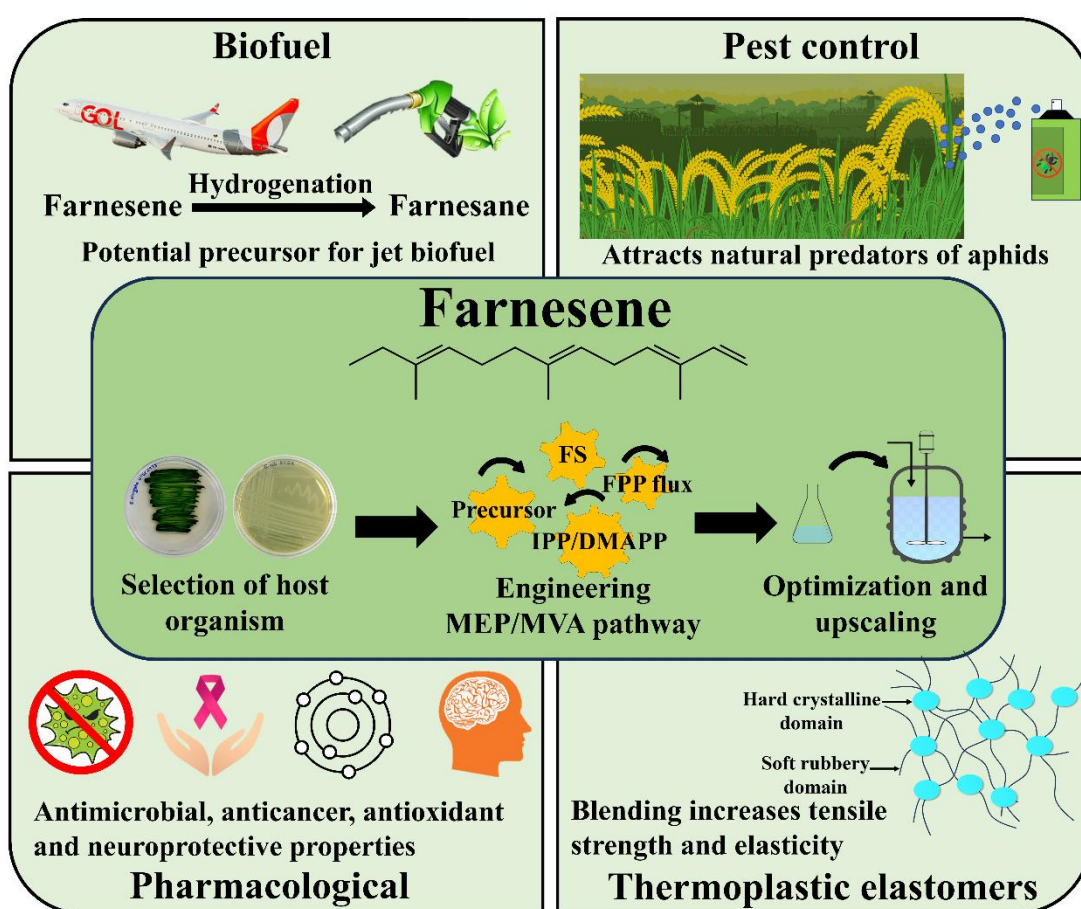 Biofuel
GOL
Hydrogenation
Farnesene
Farnesane
Potential precursor for jet biofuel
Pest control
Attracts natural predators of aphids
Farnesene
FS
FPP flux
Precursor
IPP/DMAPP
Selection of host
organism
Engineering
MEP/MVA pathway
Optimization and
upscaling
Antimicrobial, anticancer, antioxidant
and neuroprotective properties
Pharmacological
Hard crystalline
domain
Soft rubbery
domain
Blending increases tensile
strength and elasticity
Thermoplastic elastomers